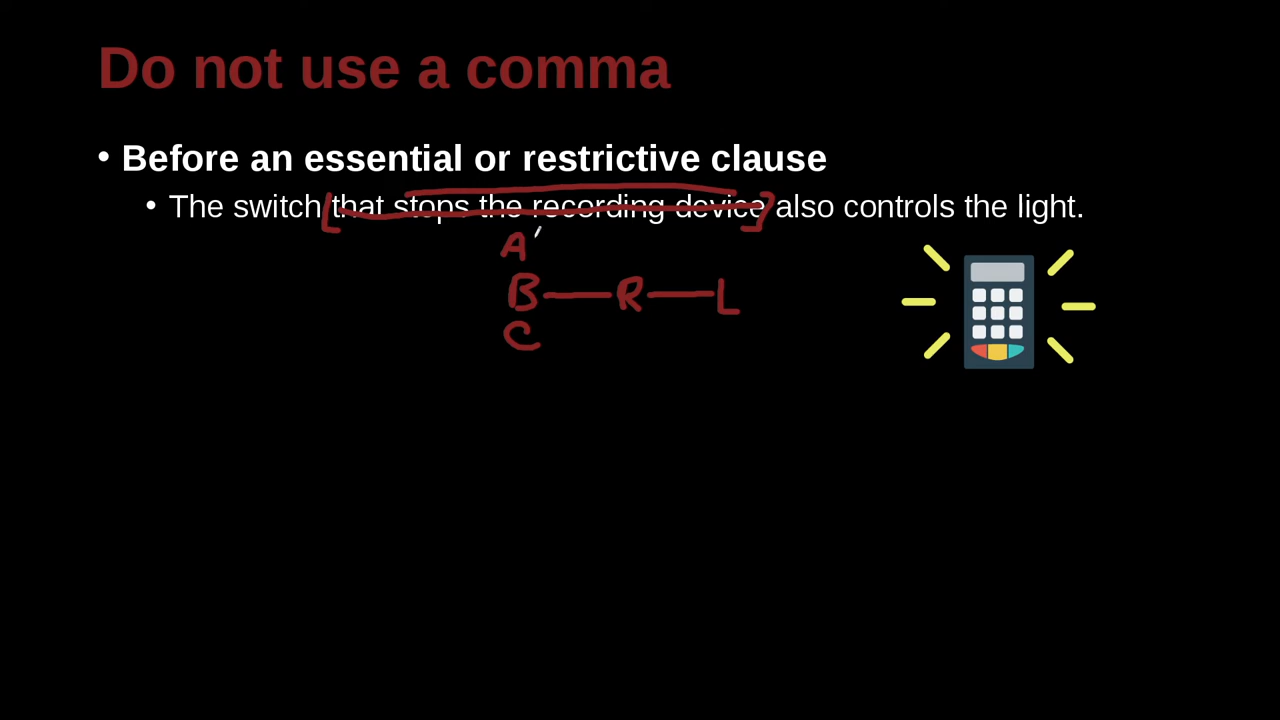 Do not use a comma
• Before an essential or restrictive clause
• The switch that stops the recording device also controls the light.
A
B — R — L
C